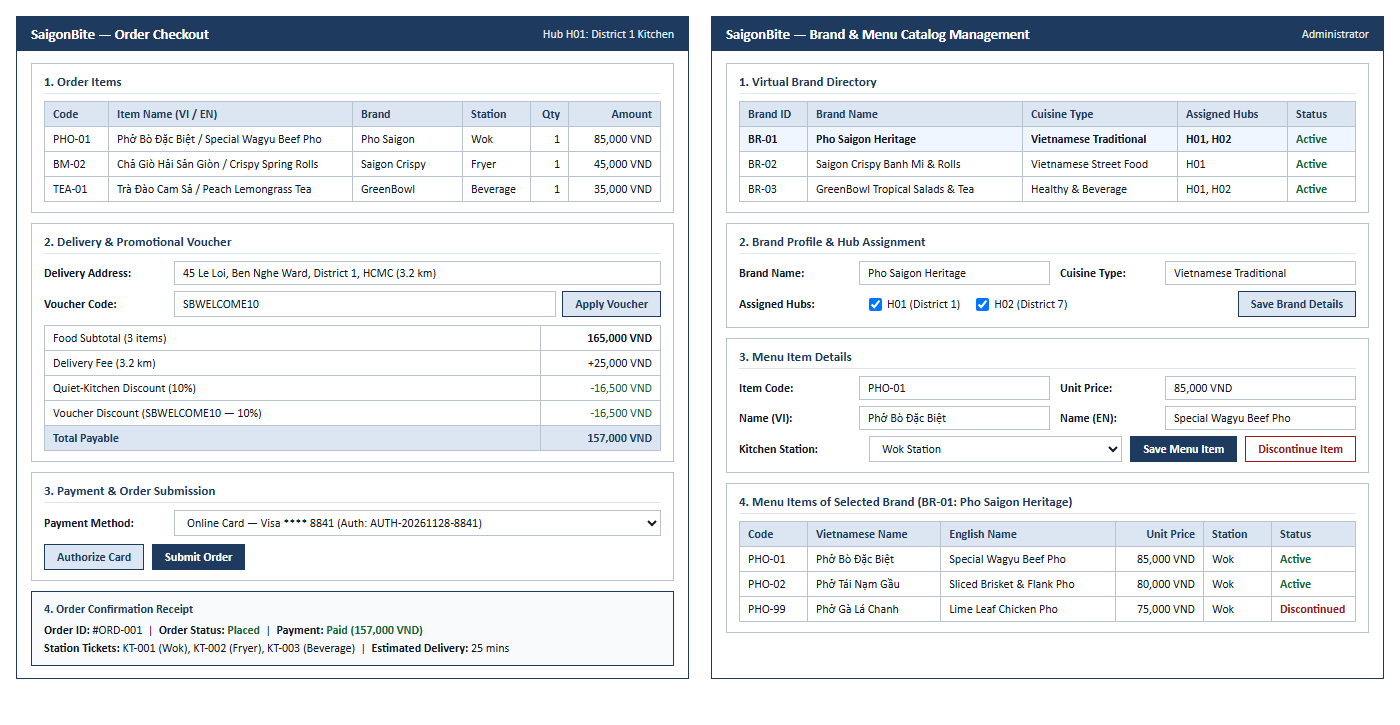 SaigonBite — Order Checkout
Hub H01: District 1 Kitchen
1. Order Items
Code Item Name (VI / EN) Brand Station Qty Amount
PHO-01 Phở Bò Đặc Biệt / Special Wagyu Beef Pho Pho Saigon Wok 1 85,000 VND
BM-02 Chả Giò Hải Sản Giòn / Crispy Spring Rolls Saigon Crispy Fryer 1 45,000 VND
TEA-01 Trà Đào Cam Sả / Peach Lemongrass Tea GreenBowl Beverage 1 35,000 VND
2. Delivery & Promotional Voucher
Delivery Address: 45 Le Loi, Ben Nghe Ward, District 1, HCMC (3.2 km)
Voucher Code: SBWELCOME10 Apply Voucher
Food Subtotal (3 items) 165,000 VND
Delivery Fee (3.2 km) +25,000 VND
Quiet-Kitchen Discount (10%) -16,500 VND
Voucher Discount (SBWELCOME10 — 10%) -16,500 VND
Total Payable 157,000 VND
3. Payment & Order Submission
Payment Method: Online Card — Visa **** 8841 (Auth: AUTH-20261128-8841)
Authorize Card Submit Order
4. Order Confirmation Receipt
Order ID: #ORD-001 | Order Status: Placed | Payment: Paid (157,000 VND)
Station Tickets: KT-001 (Wok), KT-002 (Fryer), KT-003 (Beverage) | Estimated Delivery: 25 mins
SaigonBite — Brand & Menu Catalog Management
Administrator
1. Virtual Brand Directory
Brand ID Brand Name Cuisine Type Assigned Hubs Status
BR-01 Pho Saigon Heritage Vietnamese Traditional H01, H02 Active
BR-02 Saigon Crispy Banh Mi & Rolls Vietnamese Street Food H01 Active
BR-03 GreenBowl Tropical Salads & Tea Healthy & Beverage H01, H02 Active
2. Brand Profile & Hub Assignment
Brand Name: Pho Saigon Heritage Cuisine Type: Vietnamese Traditional
Assigned Hubs: H01 (District 1) H02 (District 7) Save Brand Details
3. Menu Item Details
Item Code: PHO-01 Unit Price: 85,000 VND
Name (VI): Phở Bò Đặc Biệt Name (EN): Special Wagyu Beef Pho
Kitchen Station: Wok Station Save Menu Item Discontinue Item
4. Menu Items of Selected Brand (BR-01: Pho Saigon Heritage)
Code Vietnamese Name English Name Unit Price Station Status
PHO-01 Phở Bò Đặc Biệt Special Wagyu Beef Pho 85,000 VND Wok Active
PHO-02 Phở Tái Nạm Gầu Sliced Brisket & Flank Pho 80,000 VND Wok Active
PHO-99 Phở Gà Lá Chanh Lime Leaf Chicken Pho 75,000 VND Wok Discontinued